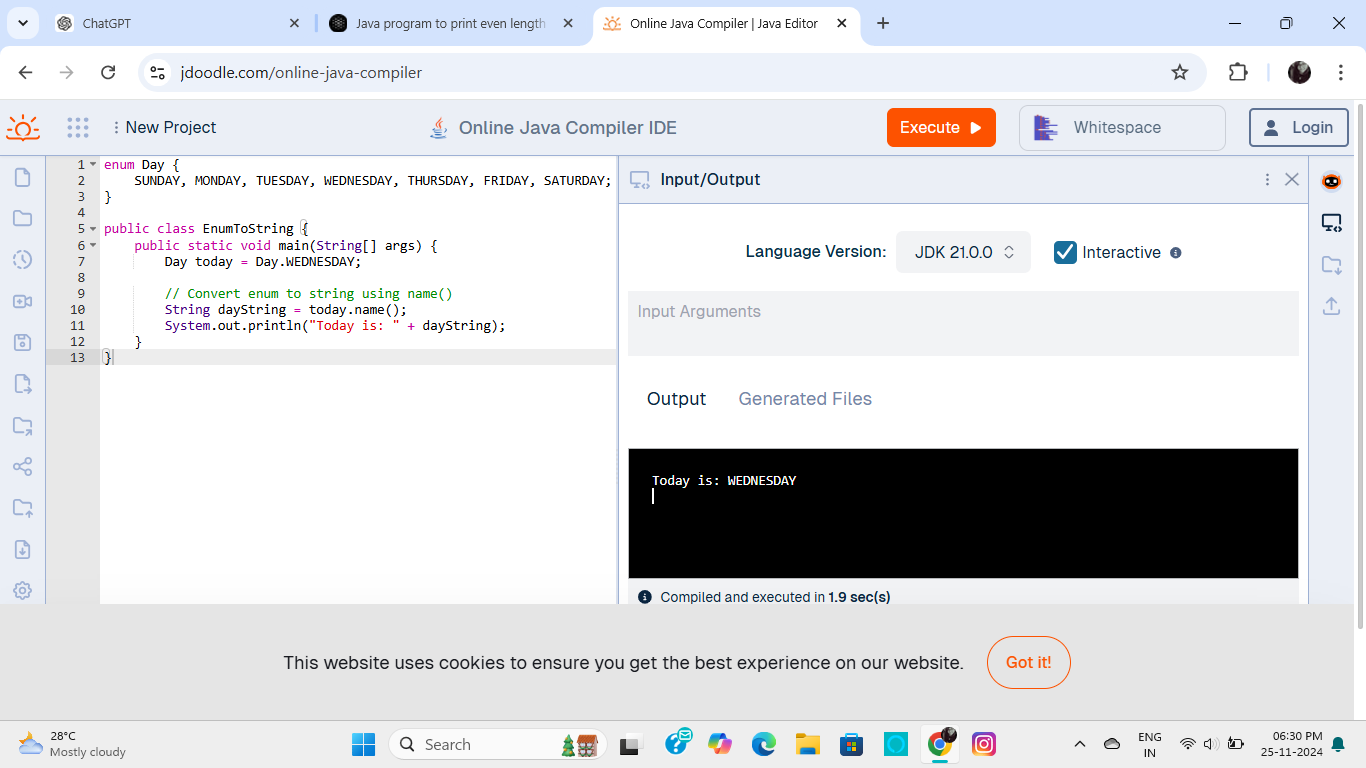 ChatGPT
Java program to print even length
Online Java Compiler | Java Editor
jdoodle.com/online-java-compiler
New Project
Online Java Compiler IDE
Execute
Whitespace
Login
1 enum Day {
2     SUNDAY, MONDAY, TUESDAY, WEDNESDAY, THURSDAY, FRIDAY, SATURDAY;
3 }
4
5 public class EnumToString {
6     public static void main(String[] args) {
7         Day today = Day.WEDNESDAY;
8
9         // Convert enum to string using name()
10         String dayString = today.name();
11         System.out.println("Today is: " + dayString);
12     }
13 }
Input/Output
Language Version: JDK 21.0.0 Interactive
Input Arguments
Output Generated Files
Today is: WEDNESDAY
Compiled and executed in 1.9 sec(s)
This website uses cookies to ensure you get the best experience on our website. Got it!
28°C
Mostly cloudy
Search
ENG
IN
06:30 PM
25-11-2024